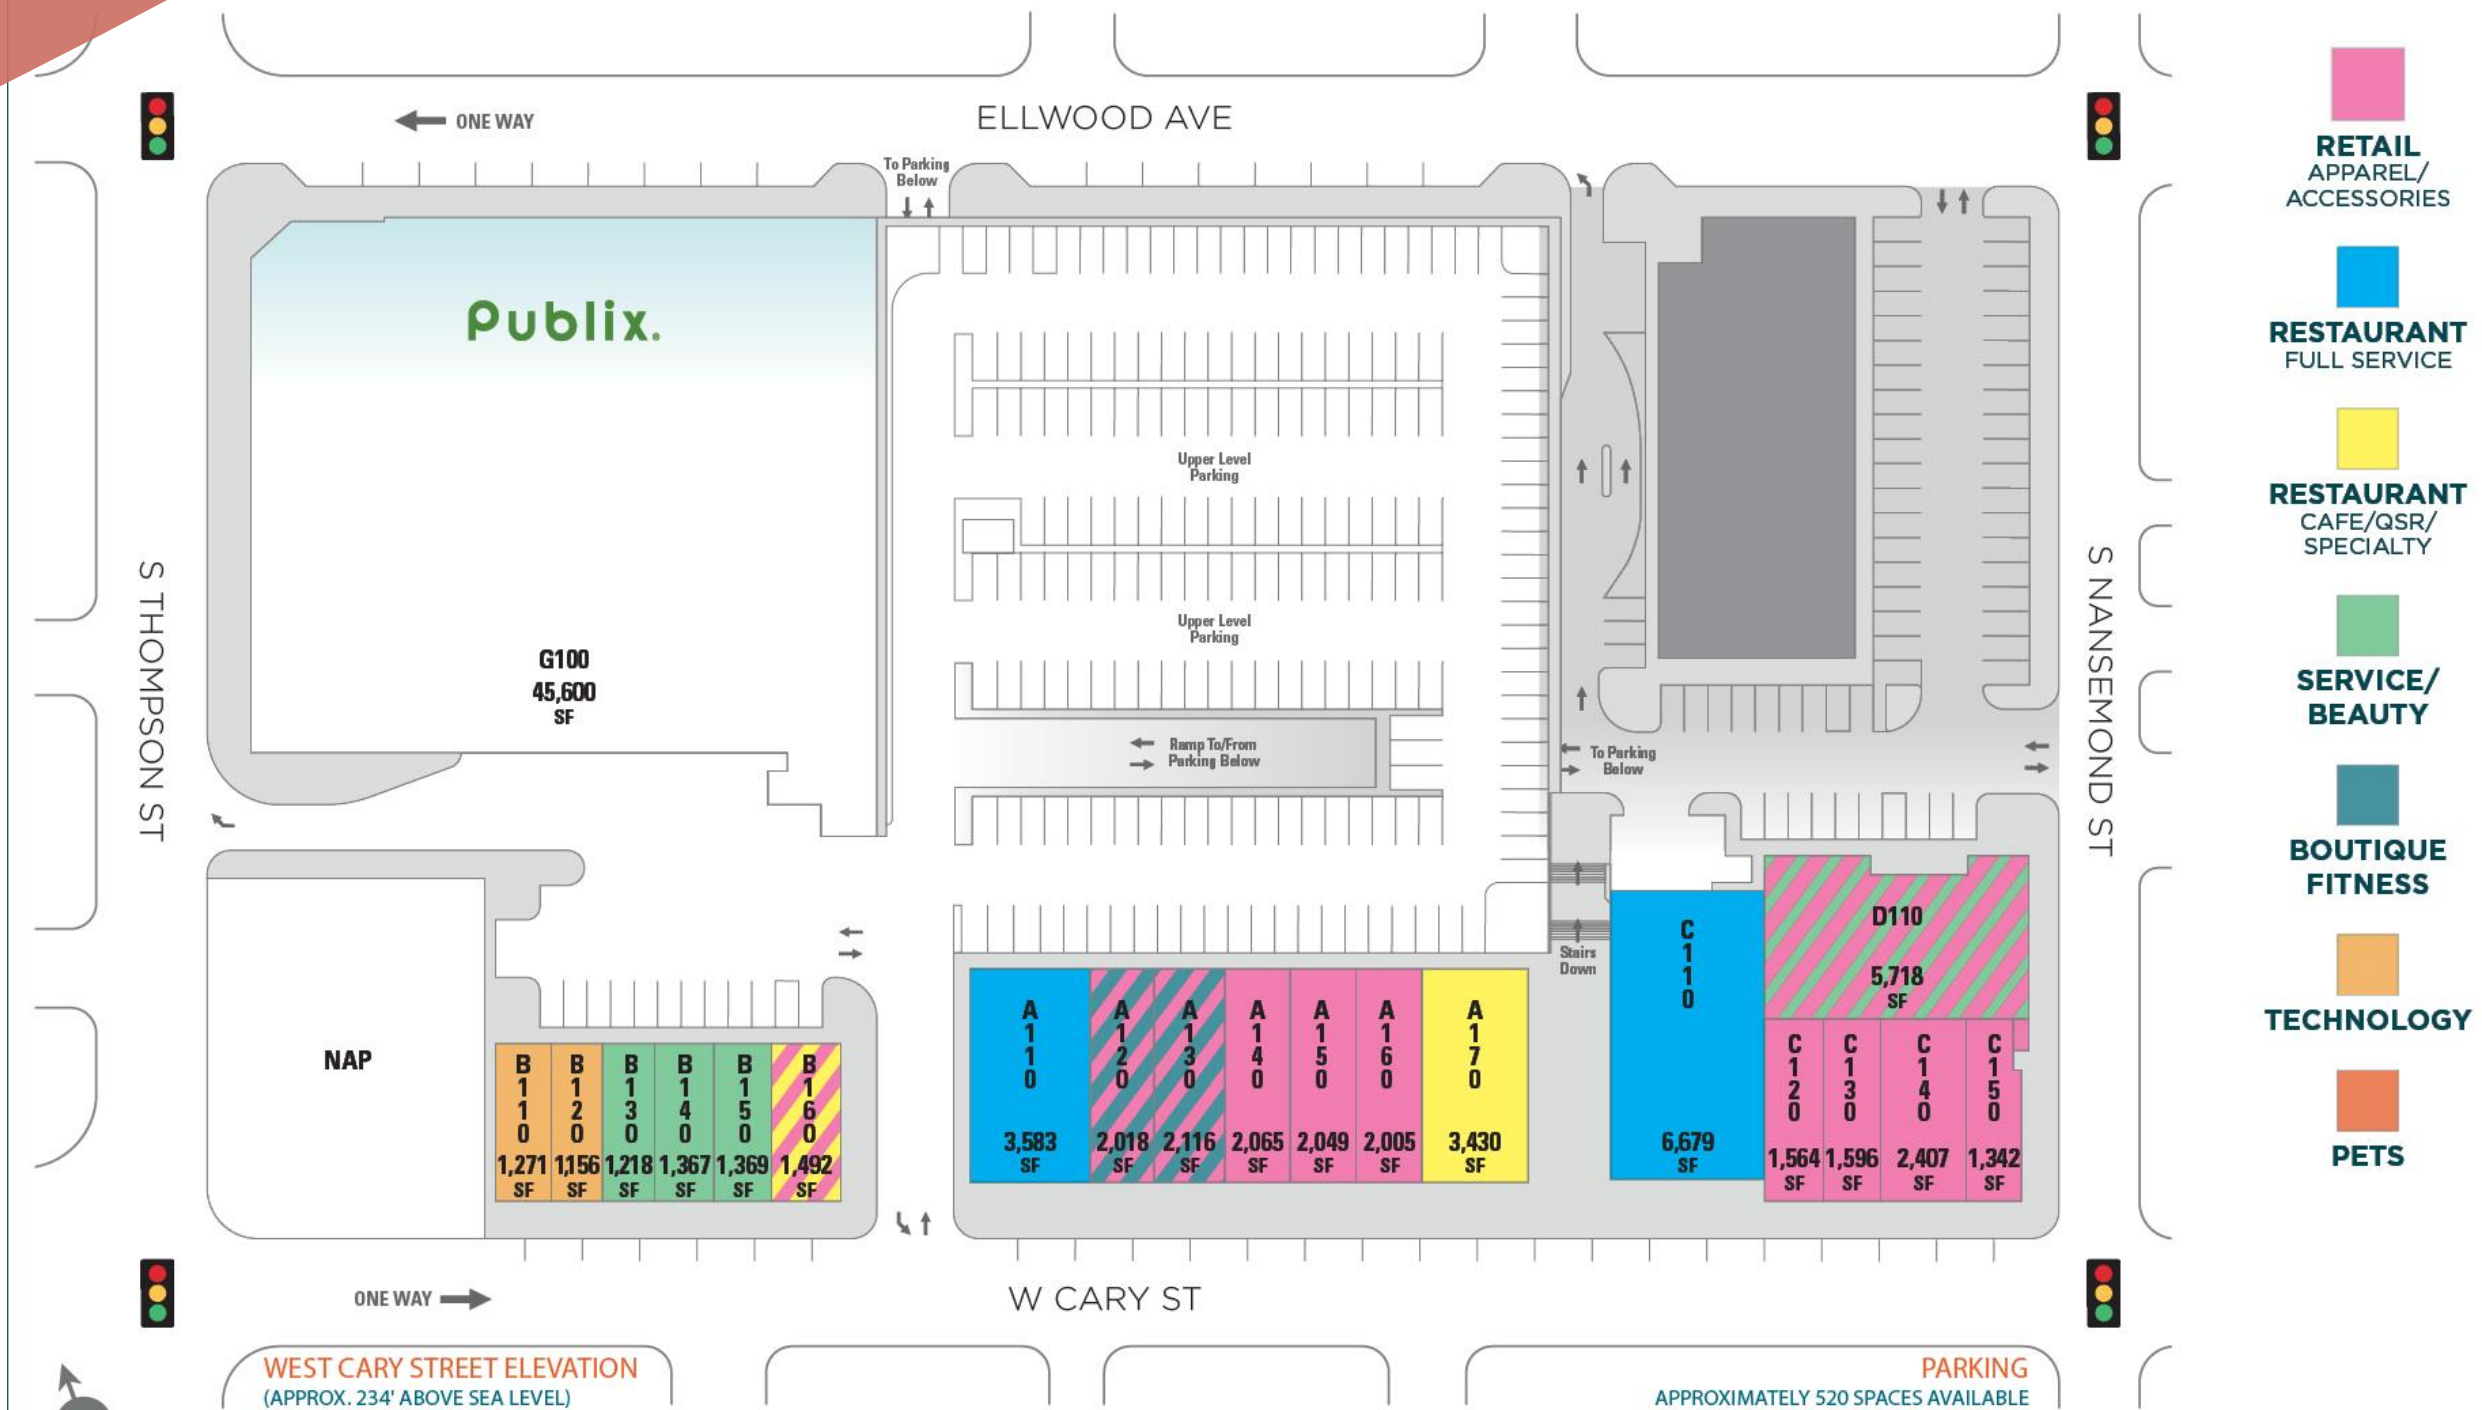 ELLWOOD AVE
ONE WAY
To Parking
Below
Publix.
G100
45,600
SF
Upper Level
Parking
Upper Level
Parking
Ramp To/From
Parking Below
To Parking
Below
Stairs
Down
S THOMPSON ST
S NANSEMOND ST
NAP
B110
1,271
SF
B120
1,156
SF
B130
1,218
SF
B140
1,367
SF
B150
1,369
SF
B160
1,492
SF
A110
3,583
SF
A120
2,018
SF
A130
2,116
SF
A140
2,065
SF
A150
2,049
SF
A160
2,005
SF
A170
3,430
SF
C110
6,679
SF
D110
5,718
SF
C120
1,564
SF
C130
1,596
SF
C140
2,407
SF
C150
1,342
SF
ONE WAY
W CARY ST
WEST CARY STREET ELEVATION
(APPROX. 234' ABOVE SEA LEVEL)
PARKING
APPROXIMATELY 520 SPACES AVAILABLE
RETAIL
APPAREL/
ACCESSORIES
RESTAURANT
FULL SERVICE
RESTAURANT
CAFE/QSR/
SPECIALTY
SERVICE/
BEAUTY
BOUTIQUE
FITNESS
TECHNOLOGY
PETS